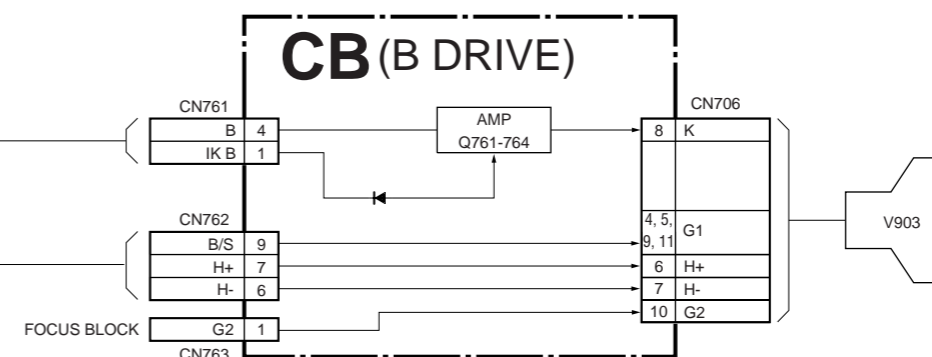 CB (B DRIVE)
CN761
B 4
IK B 1
AMP
Q761-764
CN706
8 K
4, 5,
9, 11 G1
6 H+
7 H-
10 G2
V903
CN762
B/S 9
H+ 7
H- 6
FOCUS BLOCK G2 1
CN763